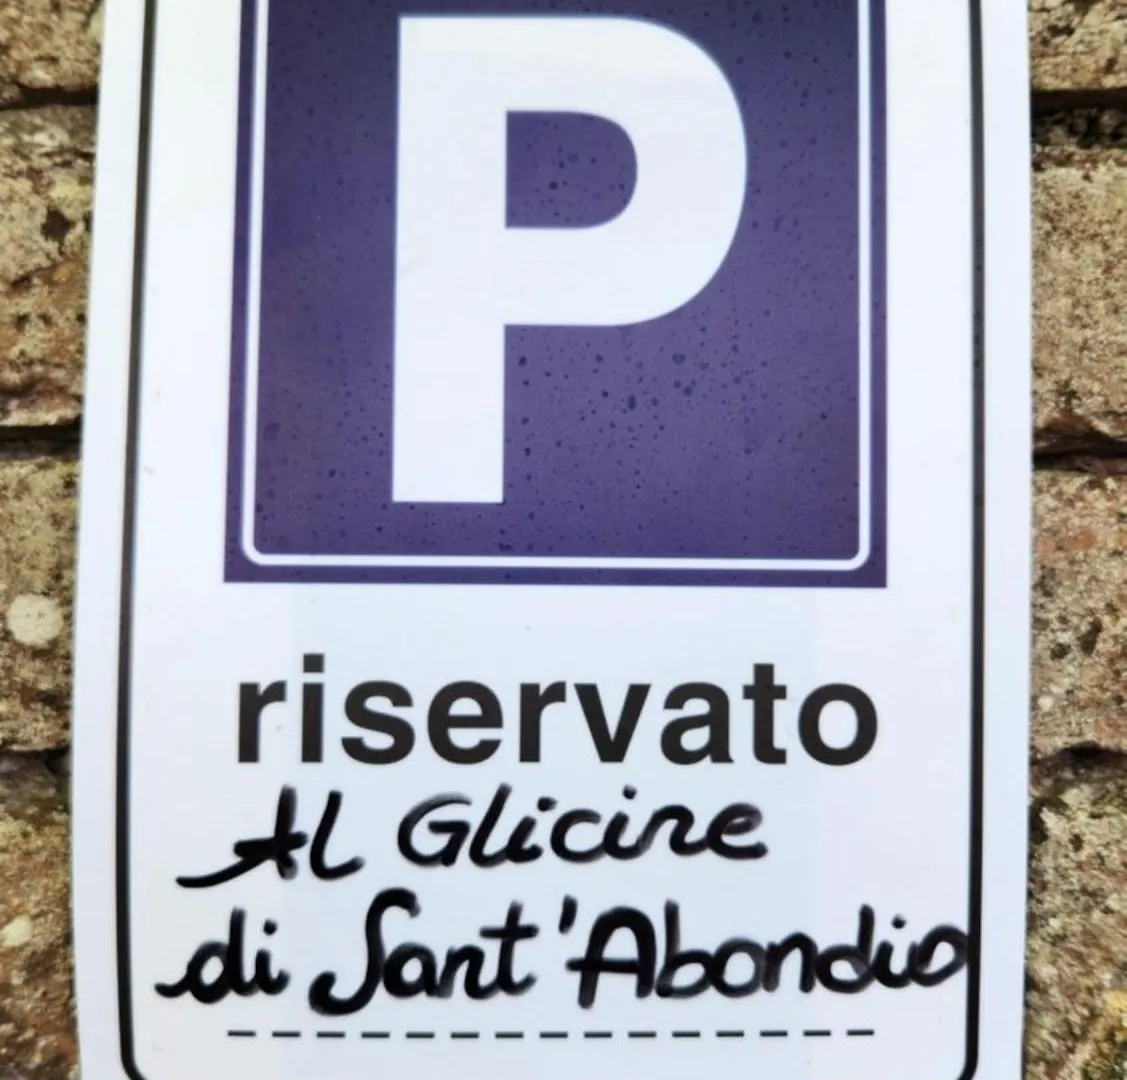 P
riservato
Al Glicine
di Sant'Abondio